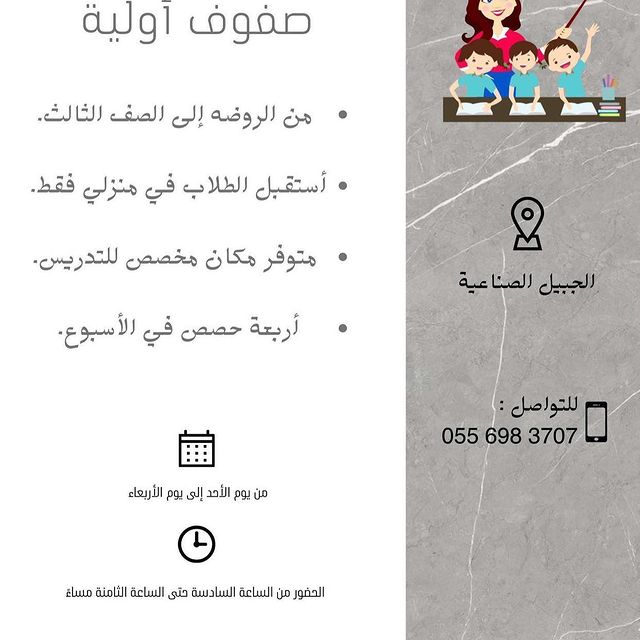 صفوف أولية
من الروضه إلى الصف الثالث.
أستقبل الطلاب في منزلي فقط.
متوفر مكان مخصص للتدريس.
أربعة حصص في الأسبوع.
من يوم الأحد إلى يوم الأربعاء
الحضور من الساعة السادسة حتى الساعة الثامنة مساءً
الجبيل الصناعية
للتواصل :
055 698 3707